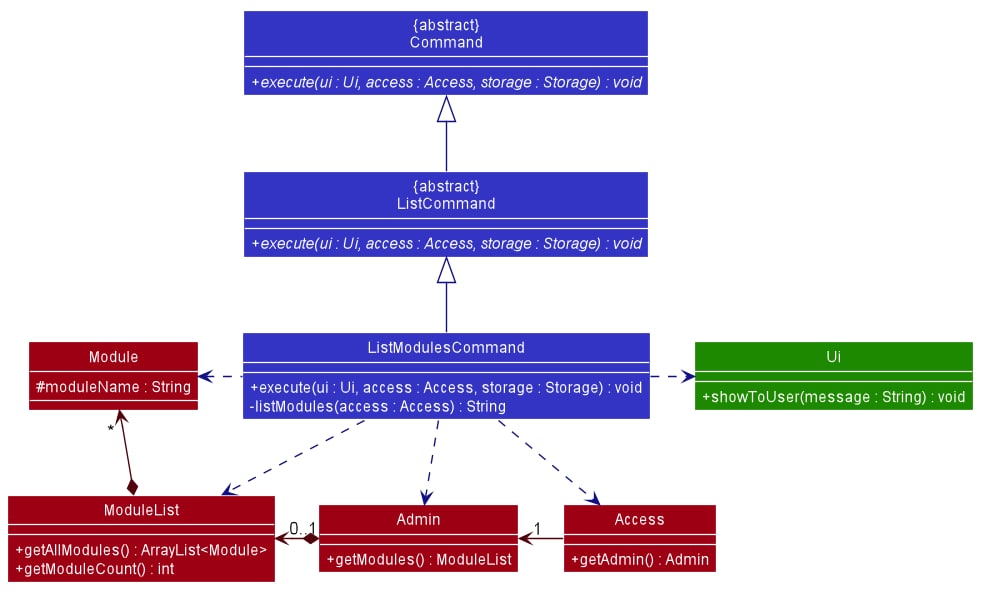 {abstract}
Command
+execute(ui : Ui, access : Access, storage : Storage) : void
{abstract}
ListCommand
+execute(ui : Ui, access : Access, storage : Storage) : void
ListModulesCommand
+execute(ui : Ui, access : Access, storage : Storage) : void
-listModules(access : Access) : String
Module
#moduleName : String
Ui
+showToUser(message : String) : void
*
ModuleList
+getAllModules() : ArrayList<Module>
+getModuleCount() : int
0..1
Admin
+getModules() : ModuleList
1
Access
+getAdmin() : Admin